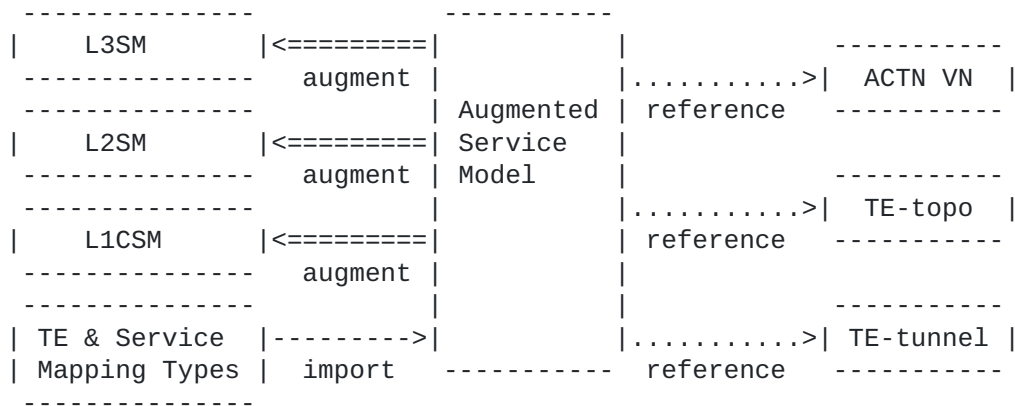 L3SM
augment
ACTN VN
Augmented reference
L2SM Service
augment Model
TE-topo
L1CSM reference
augment
TE & Service TE-tunnel
Mapping Types import reference